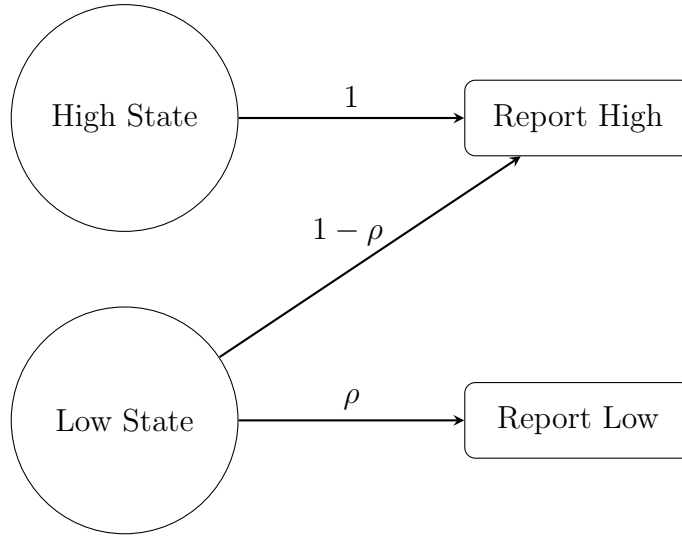 High State
1
Report High
1 − ρ
Low State
ρ
Report Low